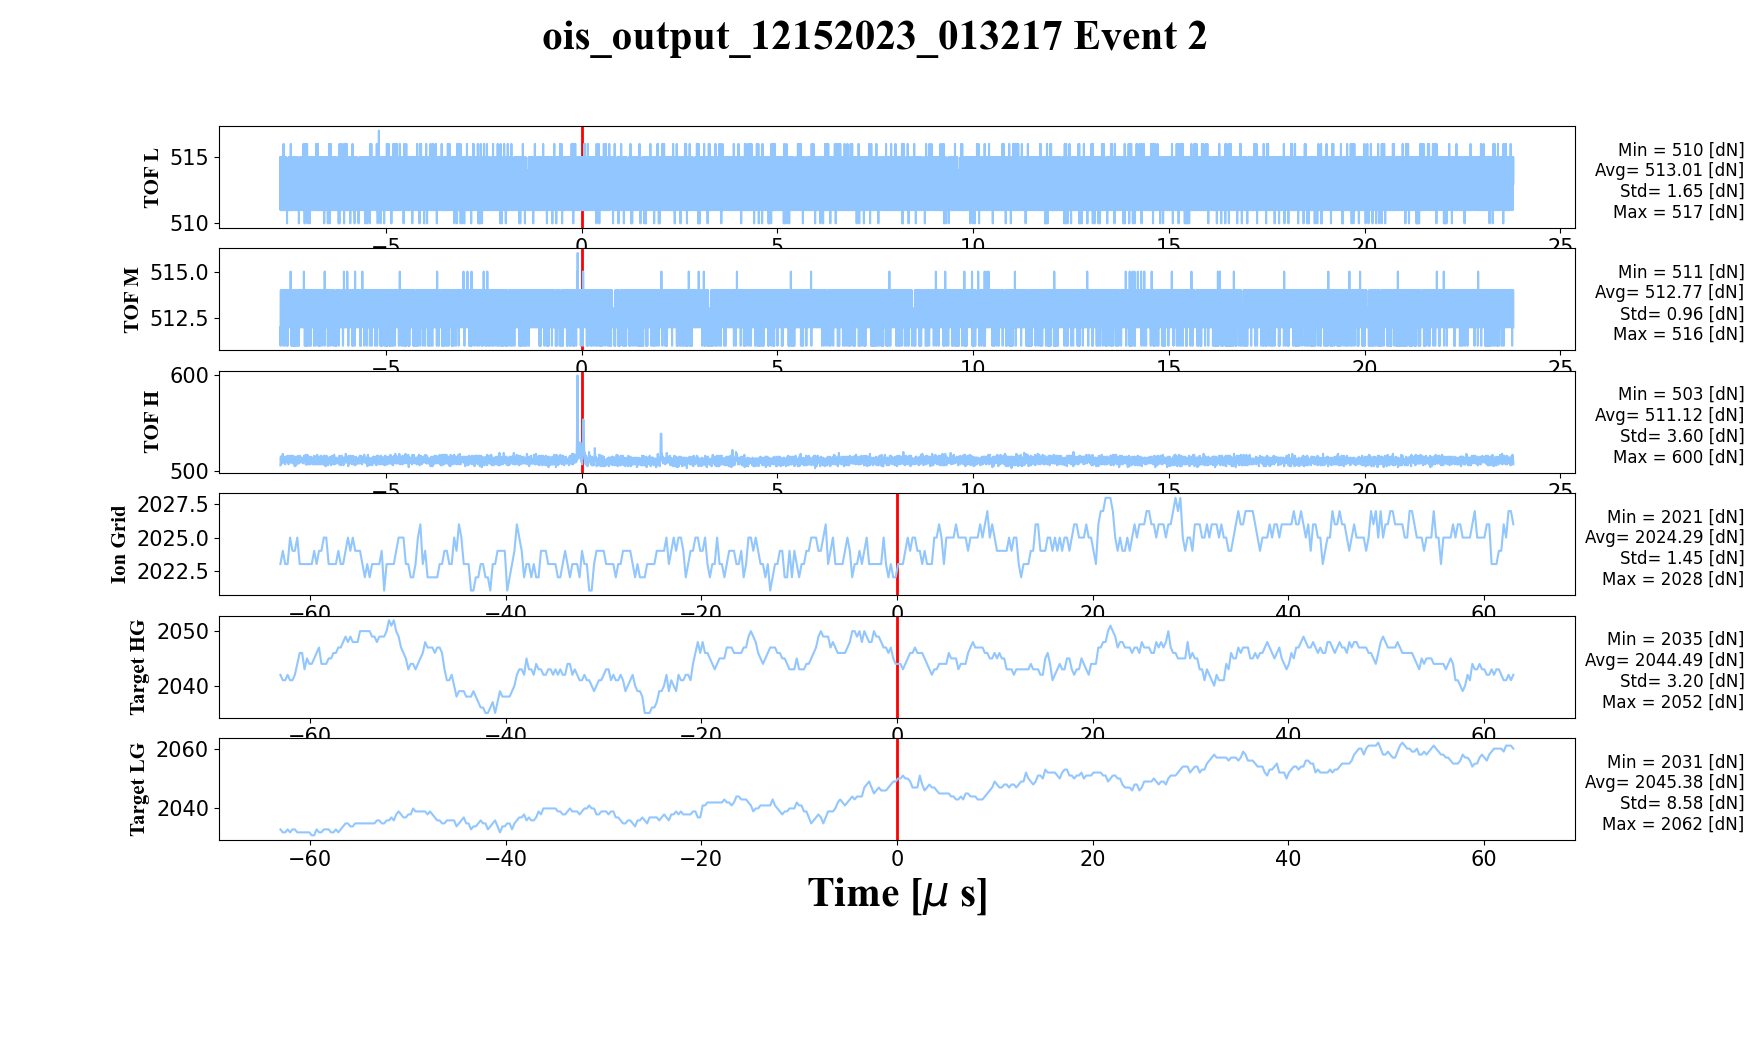 ois_output_12152023_013217 Event 2
TOF L
515
510
−5 0 5 10 15 20 25
Min = 510 [dN]
Avg= 513.01 [dN]
Std= 1.65 [dN]
Max = 517 [dN]
TOF M
515.0
512.5
−5 0 5 10 15 20 25
Min = 511 [dN]
Avg= 512.77 [dN]
Std= 0.96 [dN]
Max = 516 [dN]
TOF H
600
500
−5 0 5 10 15 20 25
Min = 503 [dN]
Avg= 511.12 [dN]
Std= 3.60 [dN]
Max = 600 [dN]
Ion Grid
2027.5
2025.0
2022.5
−60 −40 −20 0 20 40 60
Min = 2021 [dN]
Avg= 2024.29 [dN]
Std= 1.45 [dN]
Max = 2028 [dN]
Target HG
2050
2040
−60 −40 −20 0 20 40 60
Min = 2035 [dN]
Avg= 2044.49 [dN]
Std= 3.20 [dN]
Max = 2052 [dN]
Target LG
2060
2040
−60 −40 −20 0 20 40 60
Min = 2031 [dN]
Avg= 2045.38 [dN]
Std= 8.58 [dN]
Max = 2062 [dN]
Time [μ s]